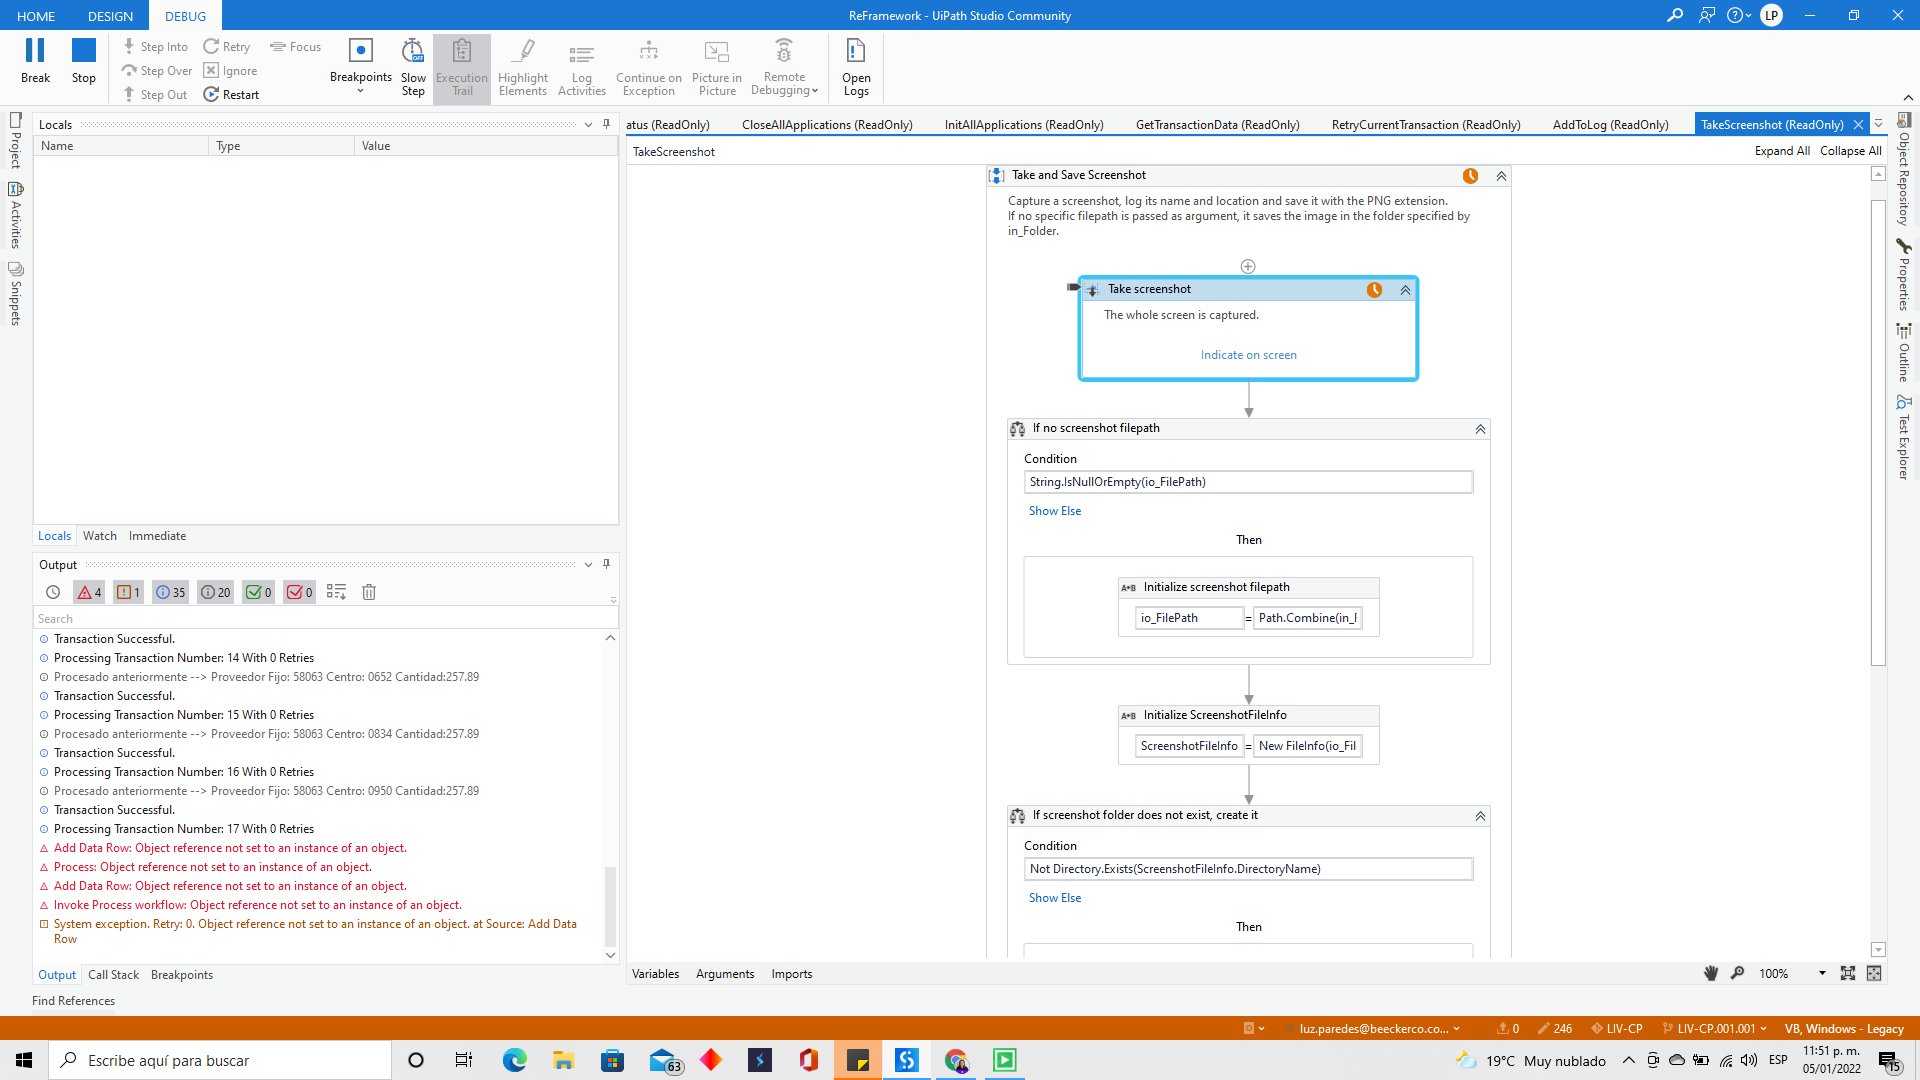 HOME DESIGN DEBUG
ReFramework - UiPath Studio Community
LP
Break
Stop
Step Into
Step Over
Step Out
Retry
Ignore
Restart
Focus
Breakpoints
Slow
Step
OFF
Execution
Trail
Highlight
Elements
Log
Activities
Continue on
Exception
Picture in
Picture
Remote
Debugging
Open
Logs
Project
Activities
Snippets
Locals
Name Type Value
Locals Watch Immediate
Output
4 1 35 20 0 0
Search
Transaction Successful.
Processing Transaction Number: 14 With 0 Retries
Procesado anteriormente --> Proveedor Fijo: 58063 Centro: 0652 Cantidad:257.89
Transaction Successful.
Processing Transaction Number: 15 With 0 Retries
Procesado anteriormente --> Proveedor Fijo: 58063 Centro: 0834 Cantidad:257.89
Transaction Successful.
Processing Transaction Number: 16 With 0 Retries
Procesado anteriormente --> Proveedor Fijo: 58063 Centro: 0950 Cantidad:257.89
Transaction Successful.
Processing Transaction Number: 17 With 0 Retries
Add Data Row: Object reference not set to an instance of an object.
Process: Object reference not set to an instance of an object.
Add Data Row: Object reference not set to an instance of an object.
Invoke Process workflow: Object reference not set to an instance of an object.
System exception. Retry: 0. Object reference not set to an instance of an object. at Source: Add Data
Row
Output Call Stack Breakpoints
Find References
atus (ReadOnly) CloseAllApplications (ReadOnly) InitAllApplications (ReadOnly) GetTransactionData (ReadOnly) RetryCurrentTransaction (ReadOnly) AddToLog (ReadOnly) TakeScreenshot (ReadOnly)
TakeScreenshot
Expand All Collapse All
Take and Save Screenshot
Capture a screenshot, log its name and location and save it with the PNG extension.
If no specific filepath is passed as argument, it saves the image in the folder specified by
in_Folder.
Take screenshot
The whole screen is captured.
Indicate on screen
If no screenshot filepath
Condition
String.IsNullOrEmpty(io_FilePath)
Show Else
Then
A+B Initialize screenshot filepath
io_FilePath = Path.Combine(in_F
A+B Initialize ScreenshotFileInfo
ScreenshotFileInfo = New FileInfo(io_Fil
If screenshot folder does not exist, create it
Condition
Not Directory.Exists(ScreenshotFileInfo.DirectoryName)
Show Else
Then
Variables Arguments Imports
100%
Object Repository
Properties
Outline
Test Explorer
luz.paredes@beeckerco.co... 0 246 LIV-CP LIV-CP.001.001 VB, Windows - Legacy
Escribe aquí para buscar
63
19°C Muy nublado
ESP
11:51 p. m.
05/01/2022
15